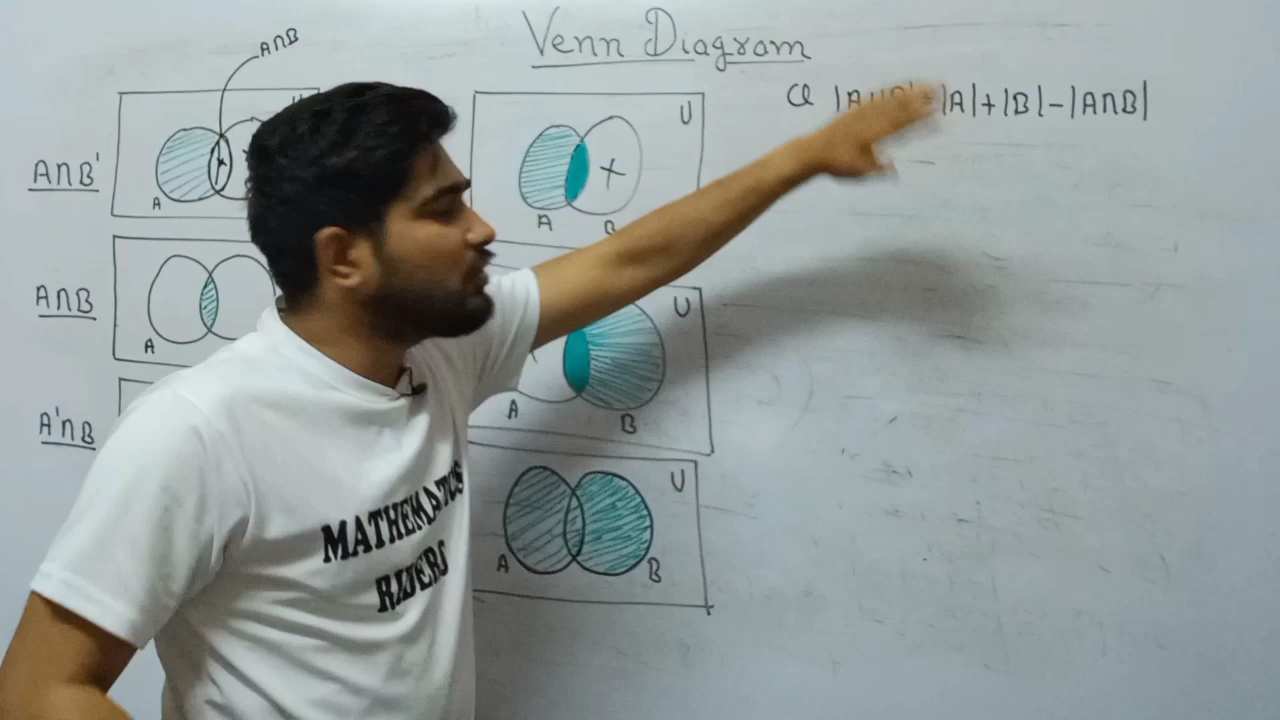 Venn Diagram
A∩B
A∩B'
A
U
A
B
|A|+|B|-|A∩B|
A∩B
A
U
A
B
A'∩B
U
A
B
MATHEMATICS
RIDERS